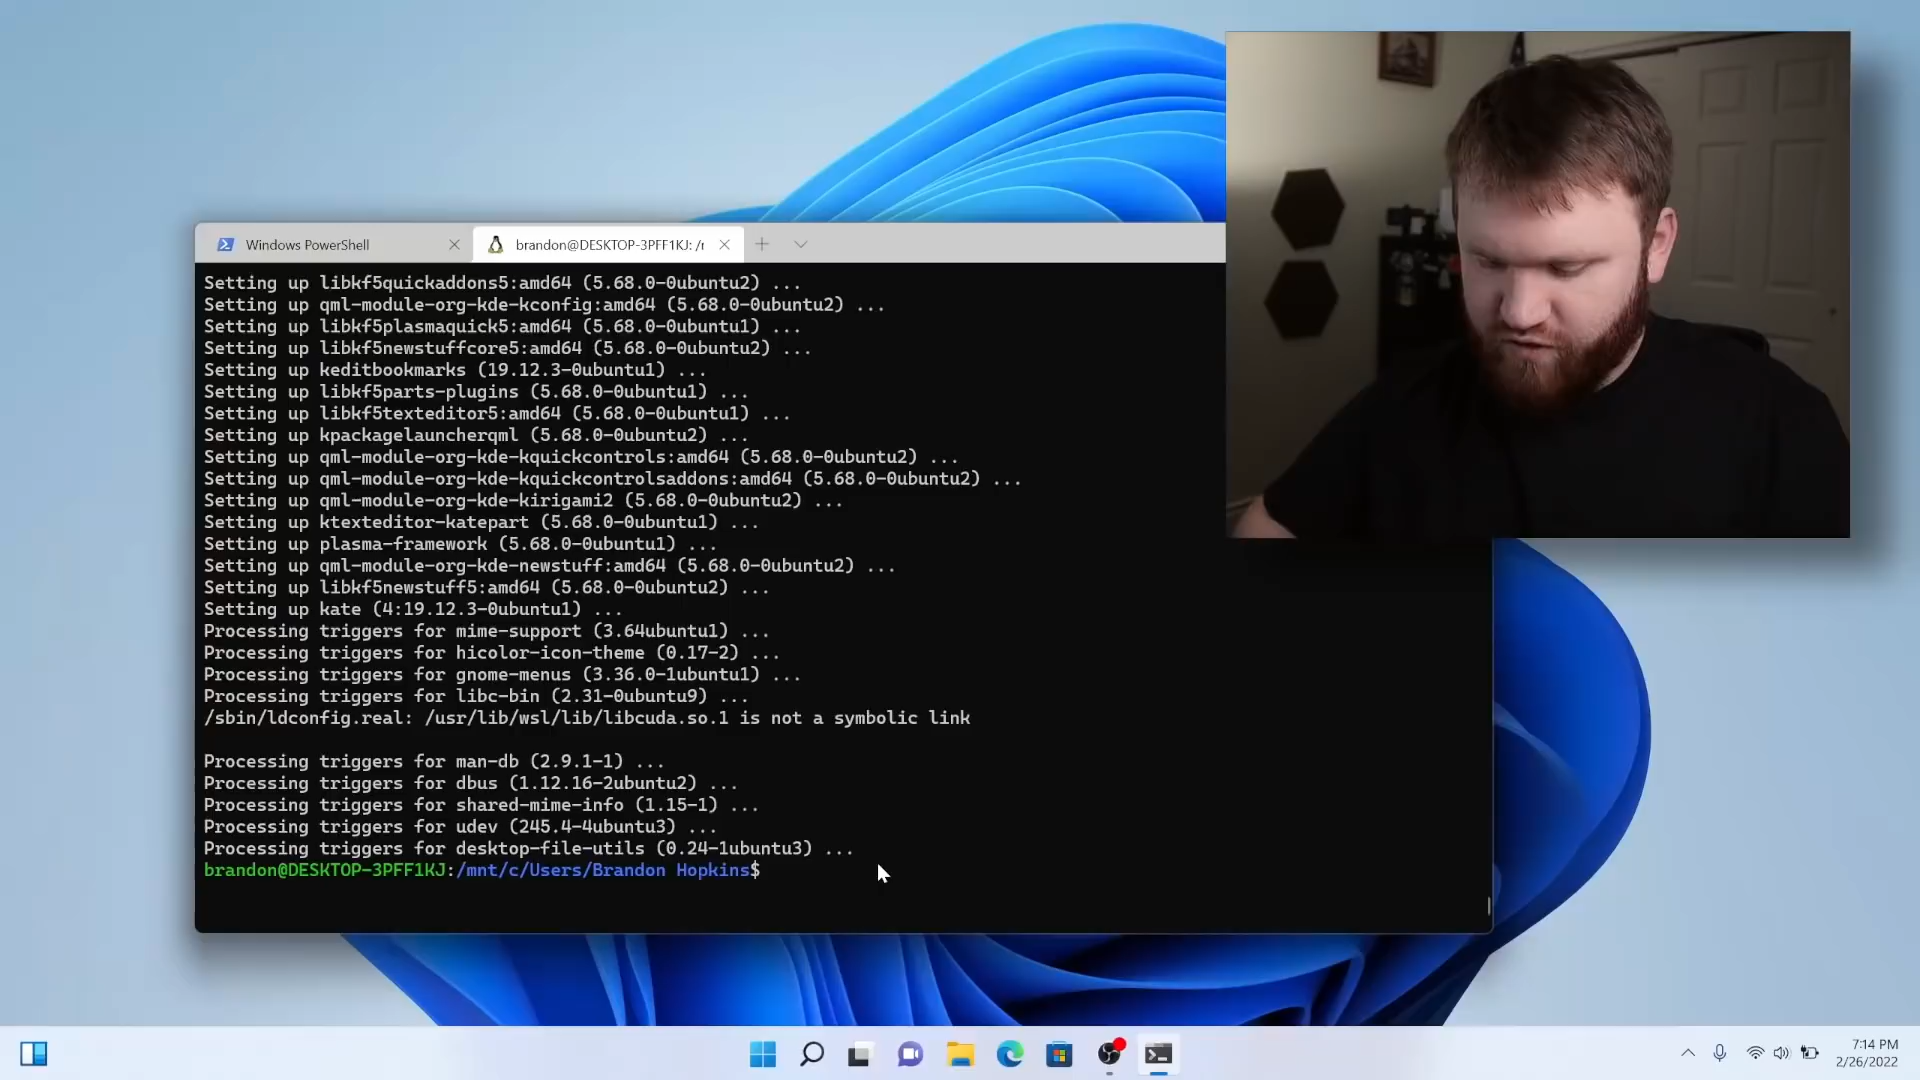 Windows PowerShell
brandon@DESKTOP-3PFF1KJ: /r
Setting up libkf5quickaddons5:amd64 (5.68.0-0ubuntu2) ...
Setting up qml-module-org-kde-kconfig:amd64 (5.68.0-0ubuntu2) ...
Setting up libkf5plasmaquick5:amd64 (5.68.0-0ubuntu1) ...
Setting up libkf5newstuffcore5:amd64 (5.68.0-0ubuntu2) ...
Setting up keditbookmarks (19.12.3-0ubuntu1) ...
Setting up libkf5parts-plugins (5.68.0-0ubuntu1) ...
Setting up libkf5texteditor5:amd64 (5.68.0-0ubuntu1) ...
Setting up kpackagelauncherqml (5.68.0-0ubuntu2) ...
Setting up qml-module-org-kde-kquickcontrols:amd64 (5.68.0-0ubuntu2) ...
Setting up qml-module-org-kde-kquickcontrolsaddons:amd64 (5.68.0-0ubuntu2) ...
Setting up qml-module-org-kde-kirigami2 (5.68.0-0ubuntu2) ...
Setting up ktexteditor-katepart (5.68.0-0ubuntu1) ...
Setting up plasma-framework (5.68.0-0ubuntu1) ...
Setting up qml-module-org-kde-newstuff:amd64 (5.68.0-0ubuntu2) ...
Setting up libkf5newstuff5:amd64 (5.68.0-0ubuntu2) ...
Setting up kate (4:19.12.3-0ubuntu1) ...
Processing triggers for mime-support (3.64ubuntu1) ...
Processing triggers for hicolor-icon-theme (0.17-2) ...
Processing triggers for gnome-menus (3.36.0-1ubuntu1) ...
Processing triggers for libc-bin (2.31-0ubuntu9) ...
/sbin/ldconfig.real: /usr/lib/wsl/lib/libcuda.so.1 is not a symbolic link
Processing triggers for man-db (2.9.1-1) ...
Processing triggers for dbus (1.12.16-2ubuntu2) ...
Processing triggers for shared-mime-info (1.15-1) ...
Processing triggers for udev (245.4-4ubuntu3) ...
Processing triggers for desktop-file-utils (0.24-1ubuntu3) ...
brandon@DESKTOP-3PFF1KJ:/mnt/c/Users/Brandon Hopkins$
7:14 PM
2/26/2022